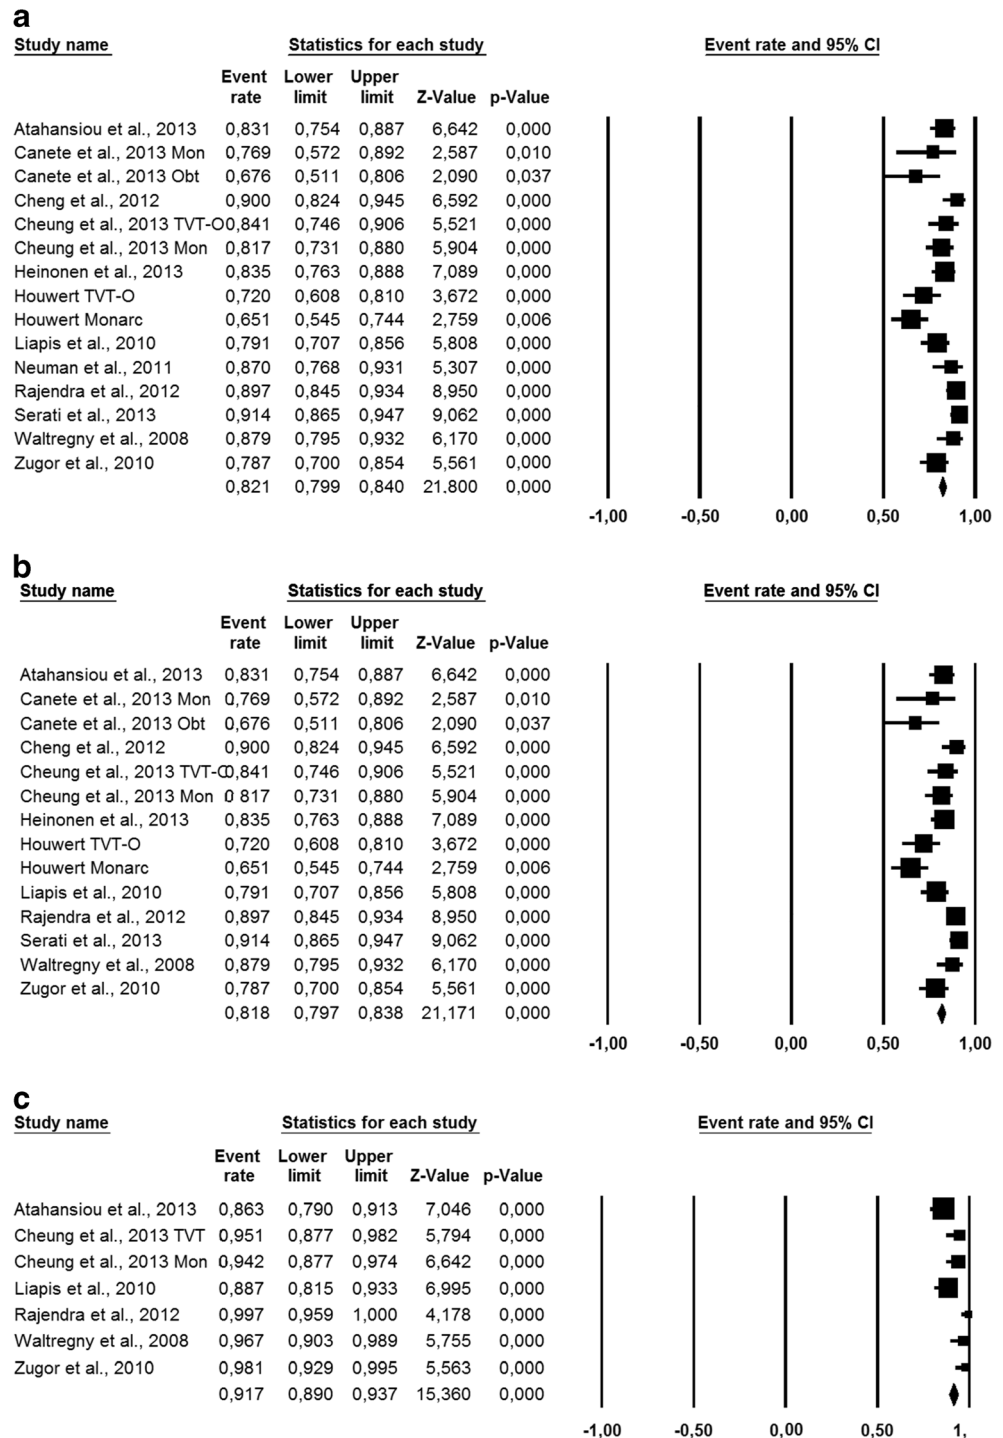 a
Study name Statistics for each study Event rate and 95% CI
Event Lower Upper
rate limit limit Z-Value p-Value
Atahansiou et al., 2013 0,831 0,754 0,887 6,642 0,000
Canete et al., 2013 Mon 0,769 0,572 0,892 2,587 0,010
Canete et al., 2013 Obt 0,676 0,511 0,806 2,090 0,037
Cheng et al., 2012 0,900 0,824 0,945 6,592 0,000
Cheung et al., 2013 TVT-O 0,841 0,746 0,906 5,521 0,000
Cheung et al., 2013 Mon 0,817 0,731 0,880 5,904 0,000
Heinonen et al., 2013 0,835 0,763 0,888 7,089 0,000
Houwert TVT-O 0,720 0,608 0,810 3,672 0,000
Houwert Monarc 0,651 0,545 0,744 2,759 0,006
Liapis et al., 2010 0,791 0,707 0,856 5,808 0,000
Neuman et al., 2011 0,870 0,768 0,931 5,307 0,000
Rajendra et al., 2012 0,897 0,845 0,934 8,950 0,000
Serati et al., 2013 0,914 0,865 0,947 9,062 0,000
Waltregny et al., 2008 0,879 0,795 0,932 6,170 0,000
Zugor et al., 2010 0,787 0,700 0,854 5,561 0,000
0,821 0,799 0,840 21.800 0,000
-1,00 -0,50 0,00 0,50 1,00
b
Study name Statistics for each study Event rate and 95% CI
Event Lower Upper
rate limit limit Z-Value p-Value
Atahansiou et al., 2013 0,831 0,754 0,887 6,642 0,000
Canete et al., 2013 Mon 0,769 0,572 0,892 2,587 0,010
Canete et al., 2013 Obt 0,676 0,511 0,806 2,090 0,037
Cheng et al., 2012 0,900 0,824 0,945 6,592 0,000
Cheung et al., 2013 TVT-O 0,841 0,746 0,906 5,521 0,000
Cheung et al., 2013 Mon 0 817 0,731 0,880 5,904 0,000
Heinonen et al., 2013 0,835 0,763 0,888 7,089 0,000
Houwert TVT-O 0,720 0,608 0,810 3,672 0,000
Houwert Monarc 0,651 0,545 0,744 2,759 0,006
Liapis et al., 2010 0,791 0,707 0,856 5,808 0,000
Rajendra et al., 2012 0,897 0,845 0,934 8,950 0,000
Serati et al., 2013 0,914 0,865 0,947 9,062 0,000
Waltregny et al., 2008 0,879 0,795 0,932 6,170 0,000
Zugor et al., 2010 0,787 0,700 0,854 5,561 0,000
0,818 0,797 0,838 21,171 0,000
-1,00 -0,50 0,00 0,50 1,00
c
Study name Statistics for each study Event rate and 95% CI
Event Lower Upper
rate limit limit Z-Value p-Value
Atahansiou et al., 2013 0,863 0,790 0,913 7,046 0,000
Cheung et al., 2013 TVT 0,951 0,877 0,982 5,794 0,000
Cheung et al., 2013 Mon 0,942 0,877 0,974 6,642 0,000
Liapis et al., 2010 0,887 0,815 0,933 6,995 0,000
Rajendra et al., 2012 0,997 0,959 1,000 4,178 0,000
Waltregny et al., 2008 0,967 0,903 0,989 5,755 0,000
Zugor et al., 2010 0,981 0,929 0,995 5,563 0,000
0,917 0,890 0,937 15,360 0,000
-1,00 -0,50 0,00 0,50 1,